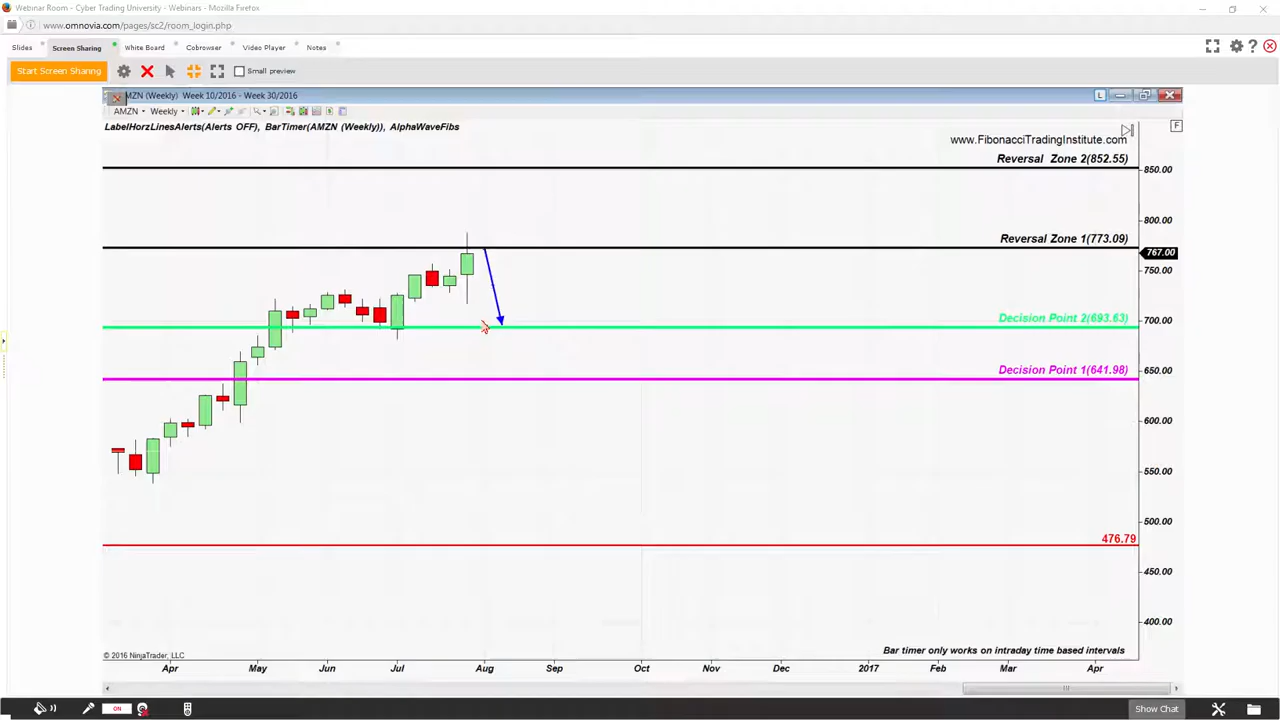 Webinar Room - Cyber Trading University - Webinars - Mozilla Firefox
www.omnovia.com/pages/sc2/room_login.php
Slides Screen Sharing White Board Cobrowser Video Player Notes
Start Screen Sharing Small preview
AMZN (Weekly) Week 10/2016 - Week 30/2016 L
AMZN Weekly
LabelHorzLinesAlerts(Alerts OFF), BarTimer(AMZN (Weekly)), AlphaWaveFibs F
www.FibonacciTradingInstitute.com
Reversal Zone 2(852.55)
850.00
800.00
Reversal Zone 1(773.09)
767.00
750.00
Decision Point 2(693.63)
700.00
Decision Point 1(641.98)
650.00
600.00
550.00
500.00
476.79
450.00
400.00
© 2016 NinjaTrader, LLC Bar timer only works on intraday time based intervals
Apr May Jun Jul Aug Sep Oct Nov Dec 2017 Feb Mar Apr
ON Show Chat